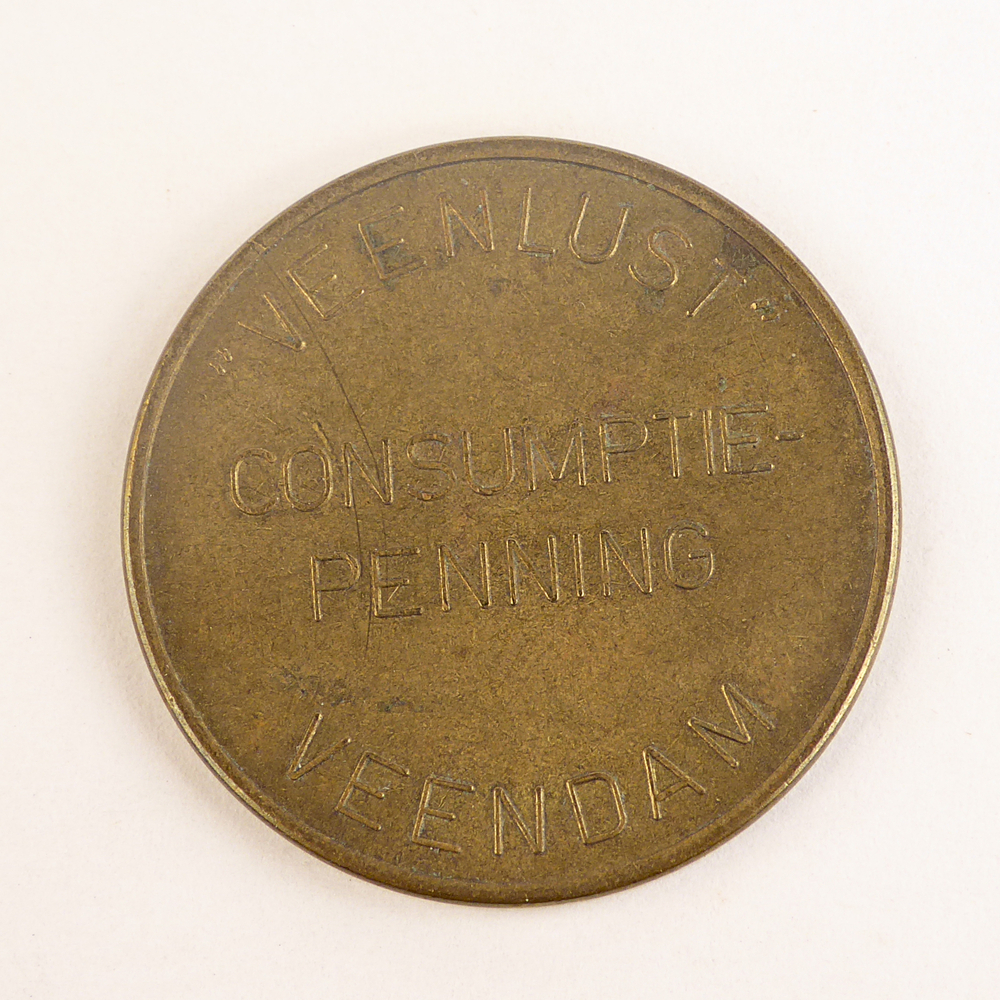 „VEENLUST”
CONSUMPTIE-
PENNING
VEENDAM